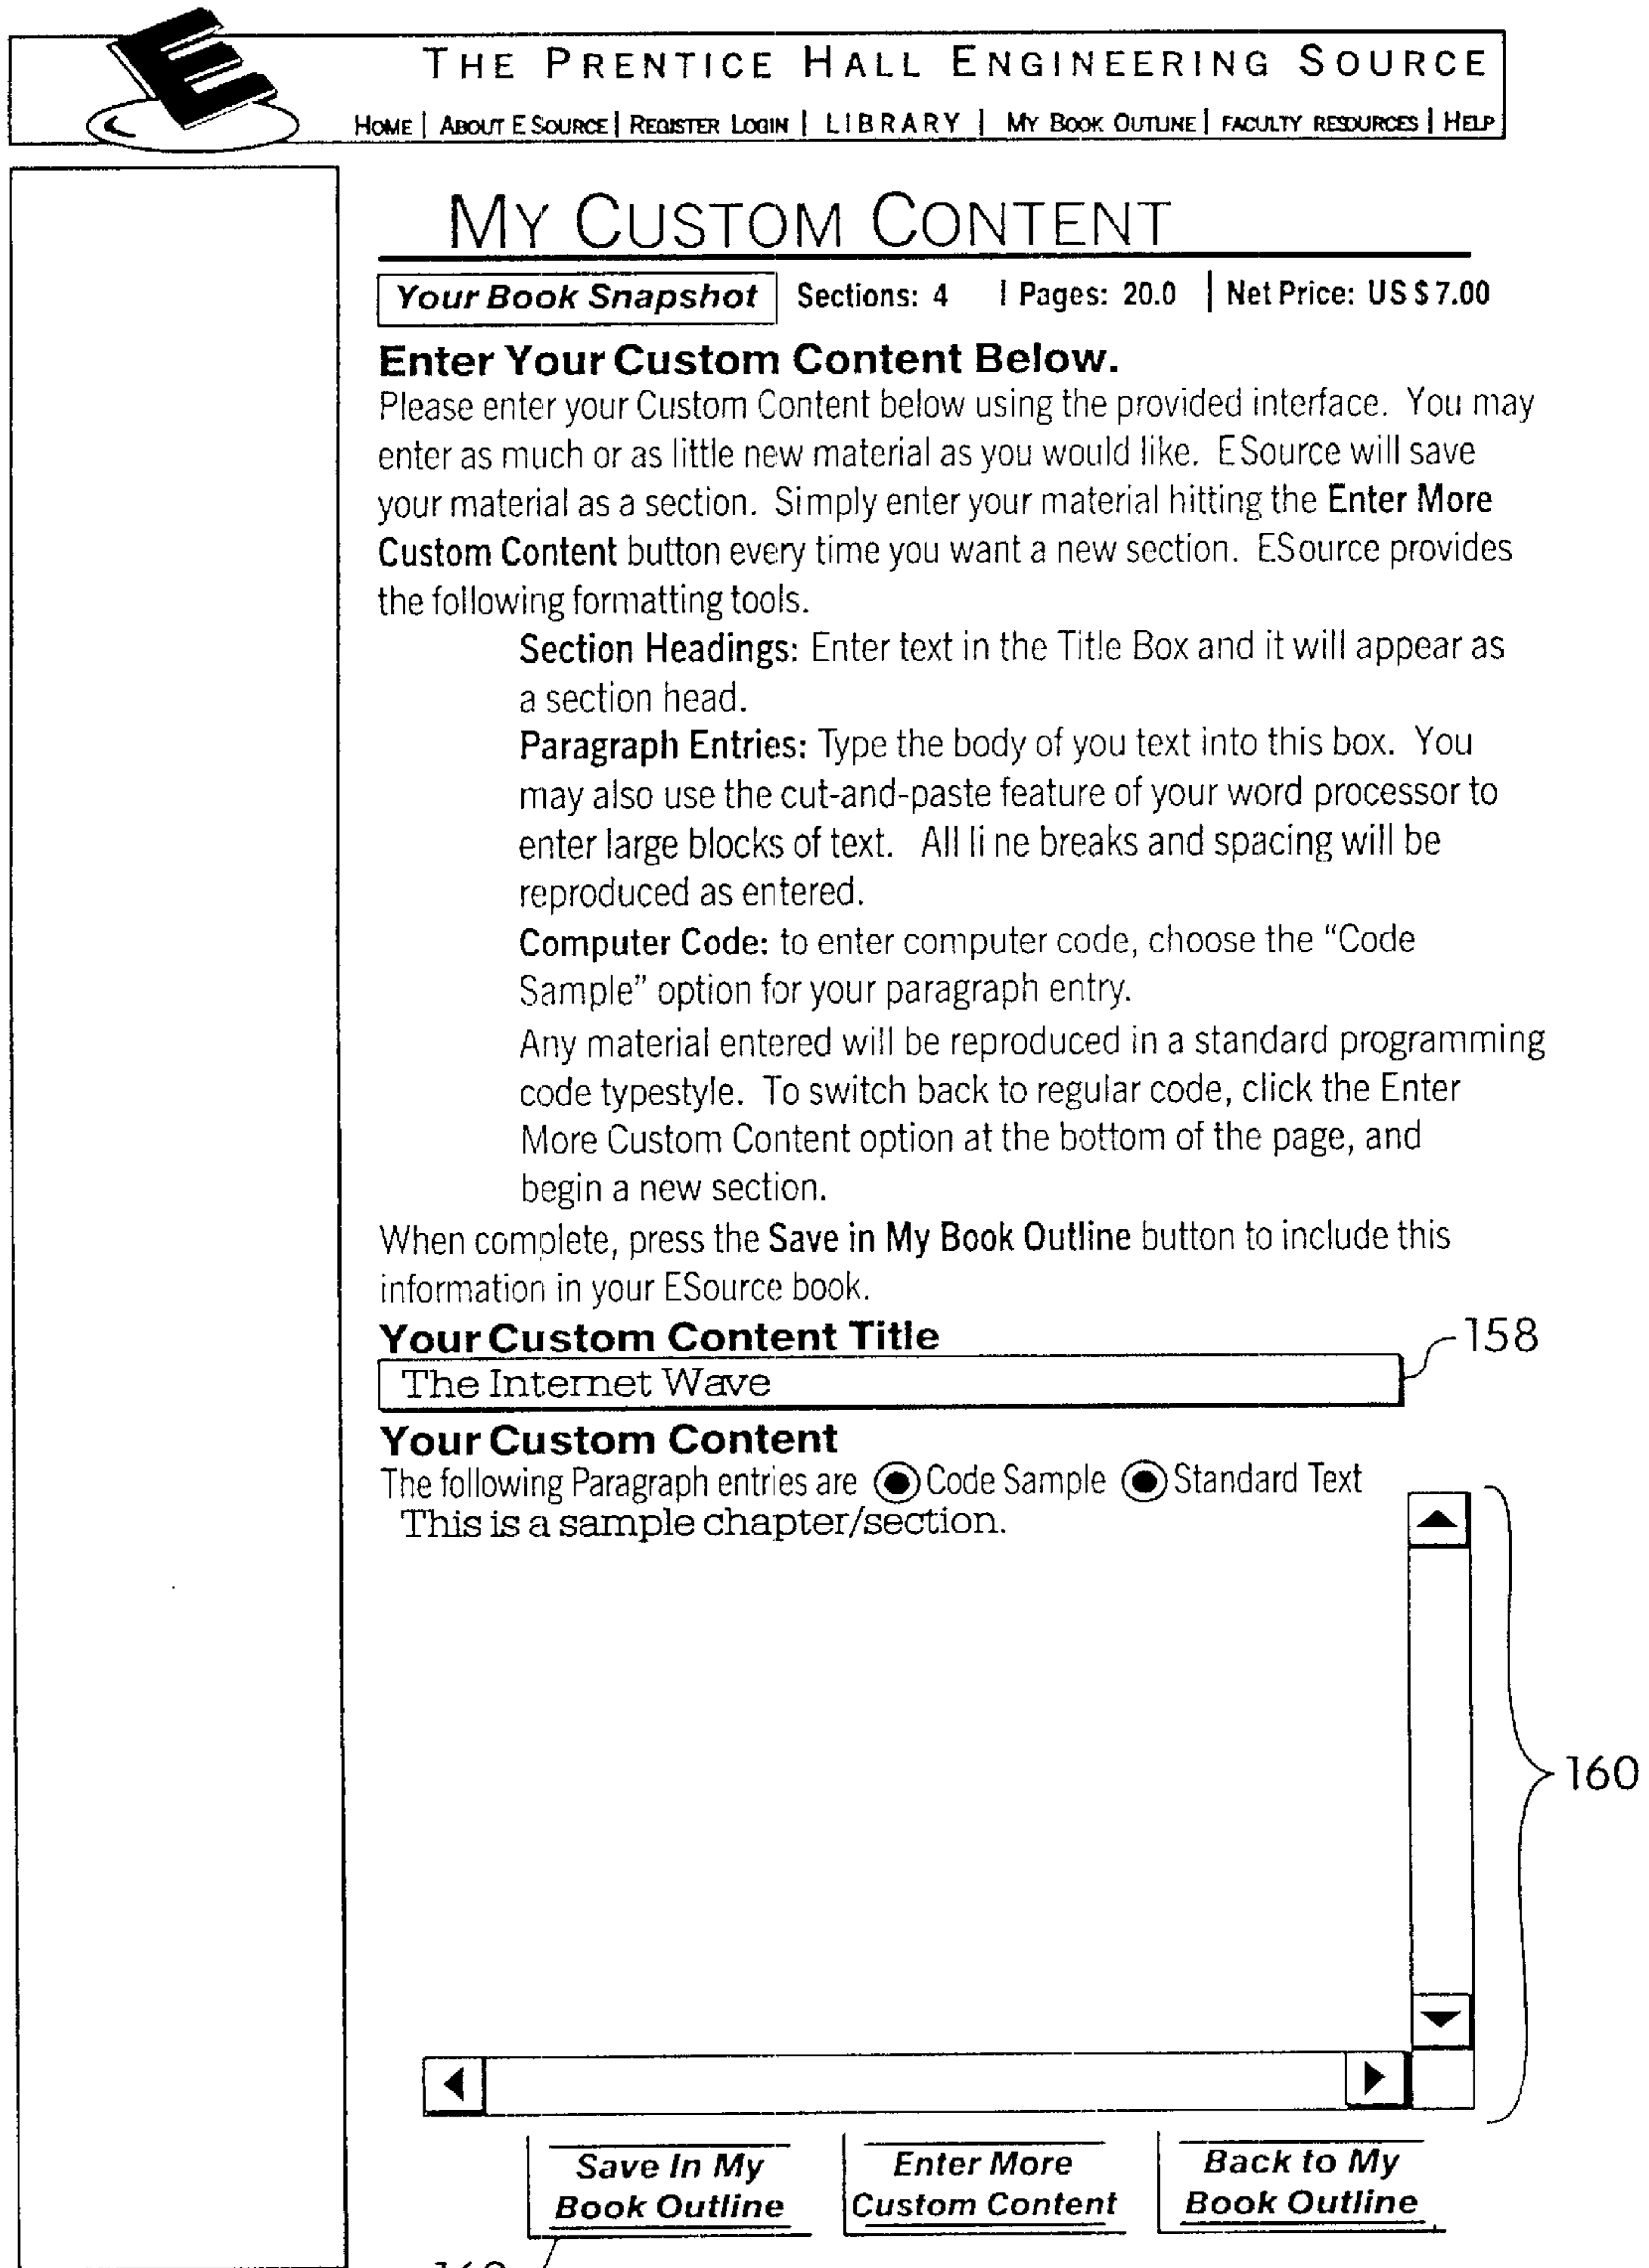 E
THE PRENTICE HALL ENGINEERING SOURCE
HOME | ABOUT E SOURCE | REGISTER LOGIN | LIBRARY | MY BOOK OUTLINE | FACULTY RESOURCES | HELP
MY CUSTOM CONTENT
Your Book Snapshot Sections: 4 | Pages: 20.0 | Net Price: US $7.00
Enter Your Custom Content Below.
Please enter your Custom Content below using the provided interface. You may
enter as much or as little new material as you would like. ESource will save
your material as a section. Simply enter your material hitting the Enter More
Custom Content button every time you want a new section. ESource provides
the following formatting tools.
Section Headings: Enter text in the Title Box and it will appear as
a section head.
Paragraph Entries: Type the body of you text into this box. You
may also use the cut-and-paste feature of your word processor to
enter large blocks of text. All li ne breaks and spacing will be
reproduced as entered.
Computer Code: to enter computer code, choose the "Code
Sample" option for your paragraph entry.
Any material entered will be reproduced in a standard programming
code typestyle. To switch back to regular code, click the Enter
More Custom Content option at the bottom of the page, and
begin a new section.
When complete, press the Save in My Book Outline button to include this
information in your ESource book.
Your Custom Content Title
158
The Internet Wave
Your Custom Content
The following Paragraph entries are Code Sample Standard Text
This is a sample chapter/section.
160
Save In My
Book Outline
Enter More
Custom Content
Back to My
Book Outline